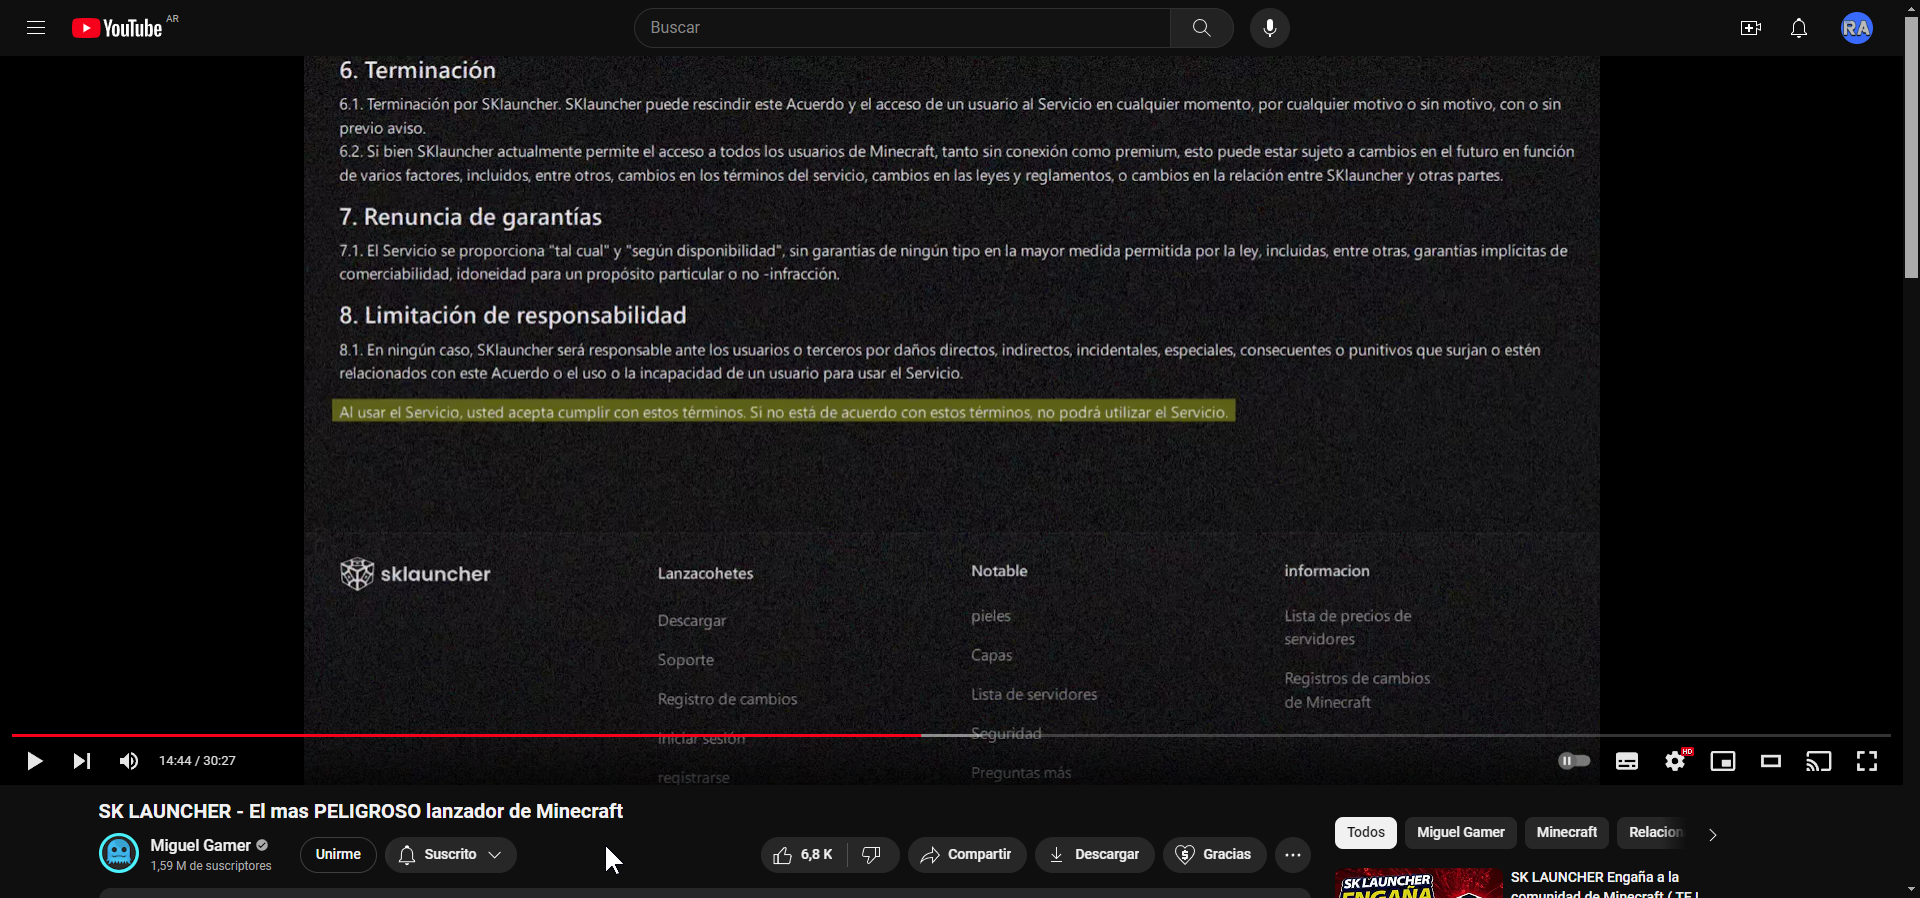 YouTube AR
Buscar
RA
6. Terminación
6.1. Terminación por SKlauncher. SKlauncher puede rescindir este Acuerdo y el acceso de un usuario al Servicio en cualquier momento, por cualquier motivo o sin motivo, con o sin
previo aviso.
6.2. Si bien SKlauncher actualmente permite el acceso a todos los usuarios de Minecraft, tanto sin conexión como premium, esto puede estar sujeto a cambios en el futuro en función
de varios factores, incluidos, entre otros, cambios en los términos del servicio, cambios en las leyes y reglamentos, o cambios en la relación entre SKlauncher y otras partes.
7. Renuncia de garantías
7.1. El Servicio se proporciona "tal cual" y "según disponibilidad", sin garantías de ningún tipo en la mayor medida permitida por la ley, incluidas, entre otras, garantías implícitas de
comerciabilidad, idoneidad para un propósito particular o no -infracción.
8. Limitación de responsabilidad
8.1. En ningún caso, SKlauncher será responsable ante los usuarios o terceros por daños directos, indirectos, incidentales, especiales, consecuentes o punitivos que surjan o estén
relacionados con este Acuerdo o el uso o la incapacidad de un usuario para usar el Servicio.
Al usar el Servicio, usted acepta cumplir con estos términos. Si no está de acuerdo con estos términos, no podrá utilizar el Servicio.
sklauncher
Lanzacohetes
Descargar
Soporte
Registro de cambios
Iniciar sesión
registrarse
Notable
pieles
Capas
Lista de servidores
Seguridad
Preguntas más
informacion
Lista de precios de
servidores
Registros de cambios
de Minecraft
14:44 / 30:27
HD
SK LAUNCHER - El mas PELIGROSO lanzador de Minecraft
Miguel Gamer
1,59 M de suscriptores
Unirme
Suscrito
6,8 K
Compartir
Descargar
Gracias
Todos
Miguel Gamer
Minecraft
Relacion
SK LAUNCHER
ENGAÑA
SK LAUNCHER Engaña a la
comunidad de Minecraft ( TE L